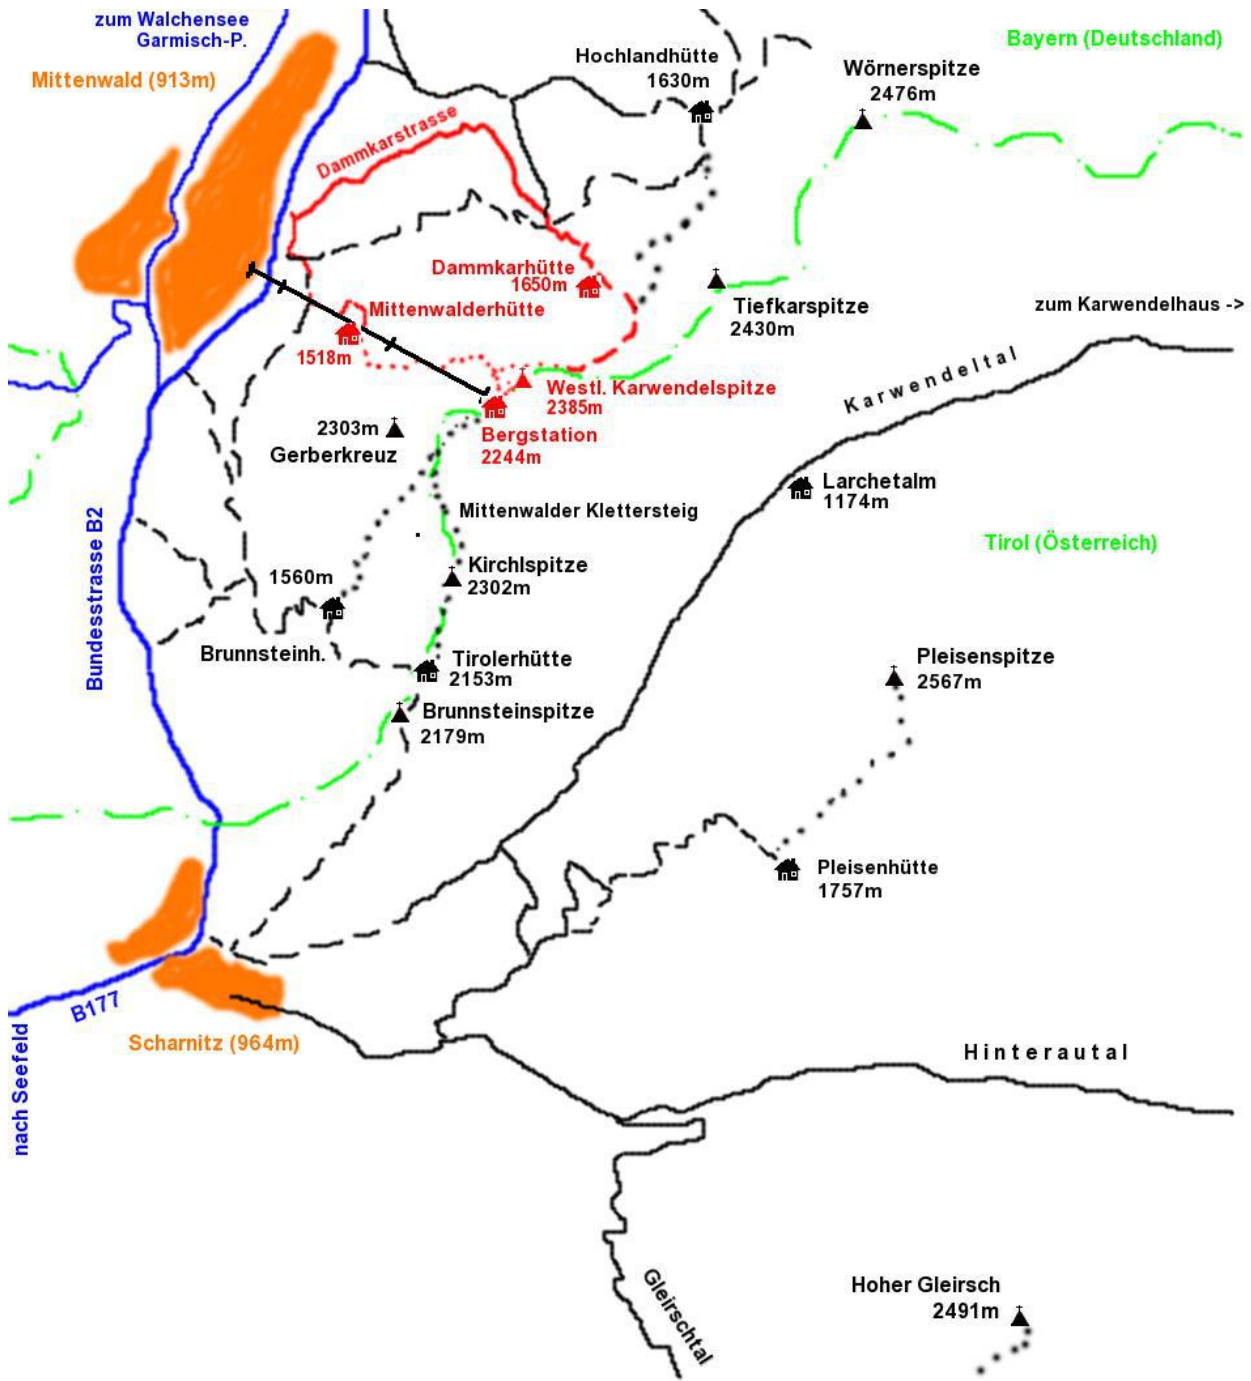 zum Walchensee
Garmisch-P.
Bayern (Deutschland)
Mittenwald (913m)
Hochlandhütte
1630m
Wörnerspitze
2476m
Dammkarstrasse
Dammkarhütte
1650m
Mittenwalderhütte
1518m
Tiefkarspitze
2430m
zum Karwendelhaus ->
Karwendeltal
Westl. Karwendelspitze
2385m
Bergstation
2244m
2303m
Gerberkreuz
Larchetalm
1174m
Mittenwalder Klettersteig
Tirol (Österreich)
Bundesstrasse B2
Kirchlspitze
2302m
1560m
Brunnsteinh.
Tirolerhütte
2153m
Pleisenspitze
2567m
Brunnsteinspitze
2179m
Pleisenhütte
1757m
B177
Scharnitz (964m)
nach Seefeld
Hinterautal
Gleirschtal
Hoher Gleirsch
2491m